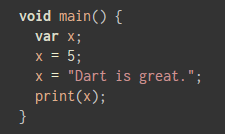 void main() {
  var x;
  x = 5;
  x = "Dart is great.";
  print(x);
}